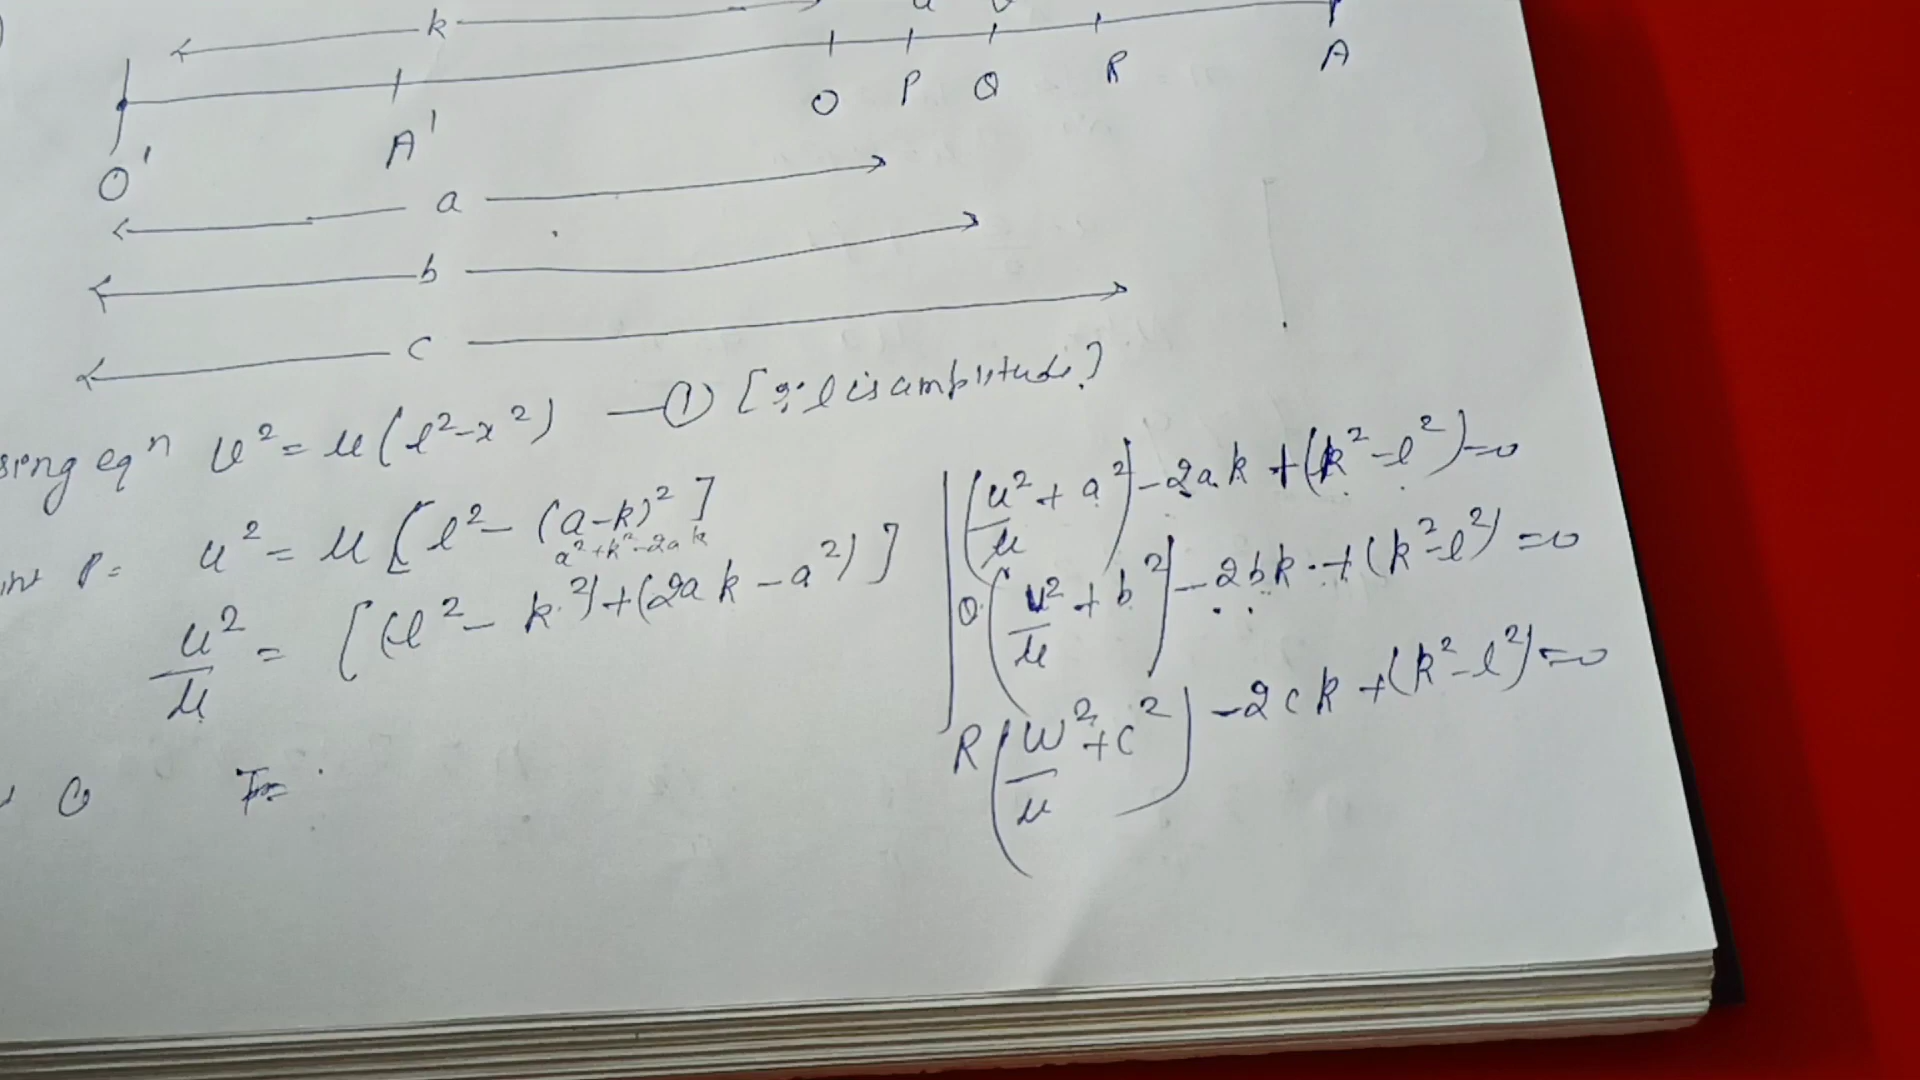 k
O' A' O P Q R A
a
b
c
eqn v² = μ(l²-x²) —① [∵ l is amplitude]
P = u² = μ[l² - (a-k)²]
a²+k²-2ak
u²/μ = [(l² - k²)+(2ak - a²)]
(u²/μ + a²) - 2ak + (k²-l²)=0
Q (v²/μ + b²) - 2bk + (k²-l²) =0
R (w²/μ + c²) - 2ck + (k²-l²)=0